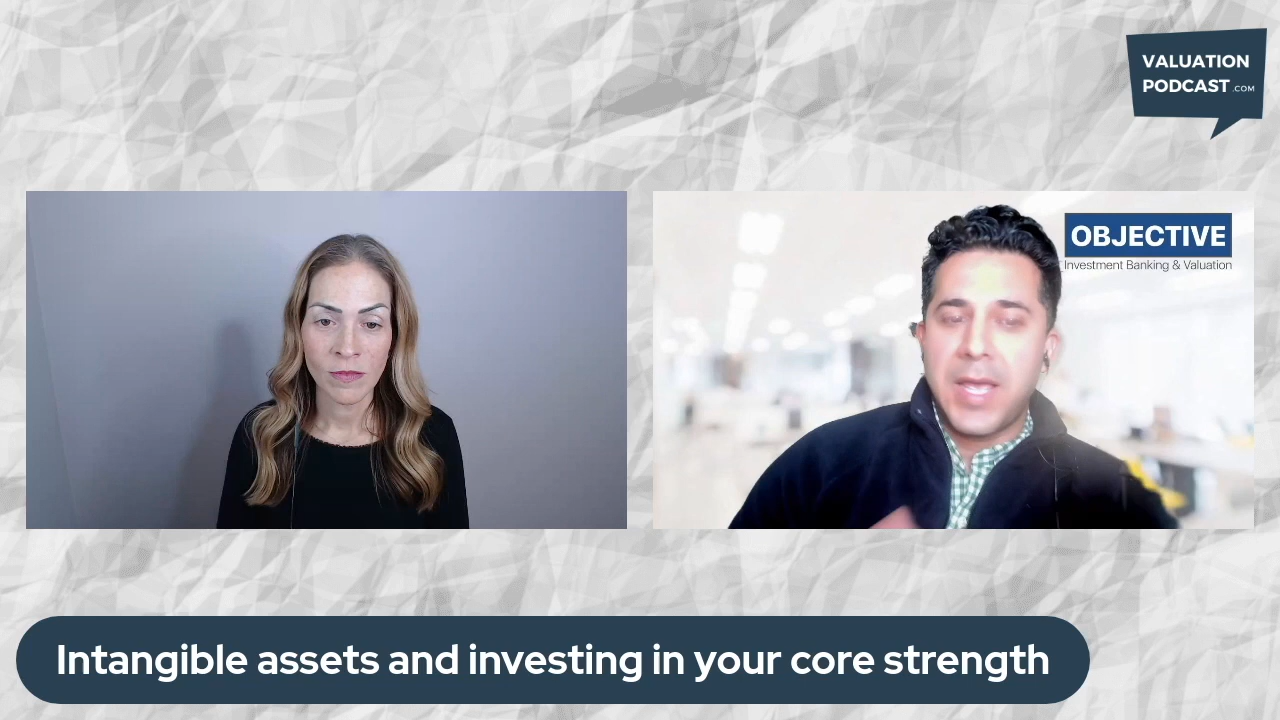 VALUATION
PODCAST.COM
OBJECTIVE
Investment Banking & Valuation
Intangible assets and investing in your core strength